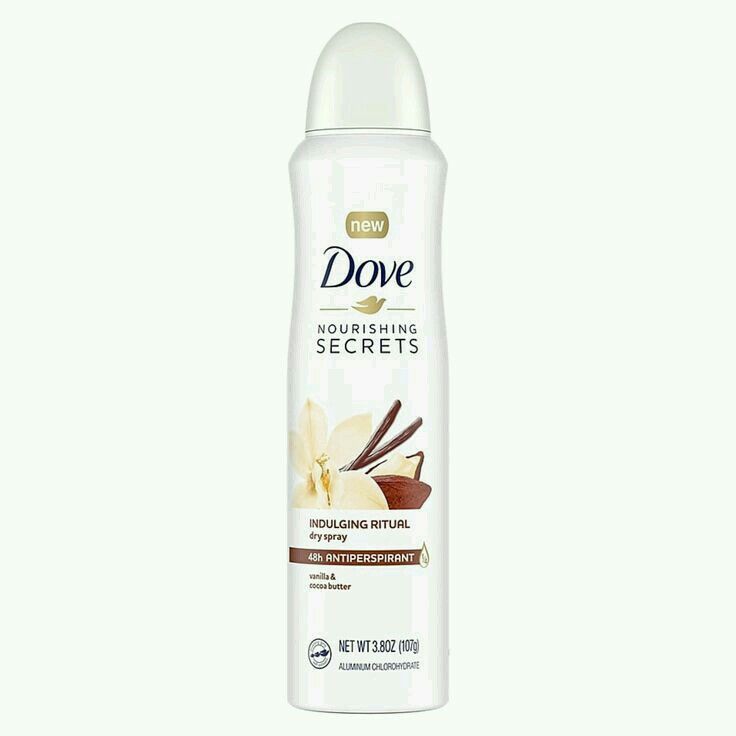 new
Dove
NOURISHING
SECRETS
INDULGING RITUAL
dry spray
48h ANTIPERSPIRANT
vanilla &
cocoa butter
NET WT 3.8OZ (107g)
ALUMINUM CHLOROHYDRATE